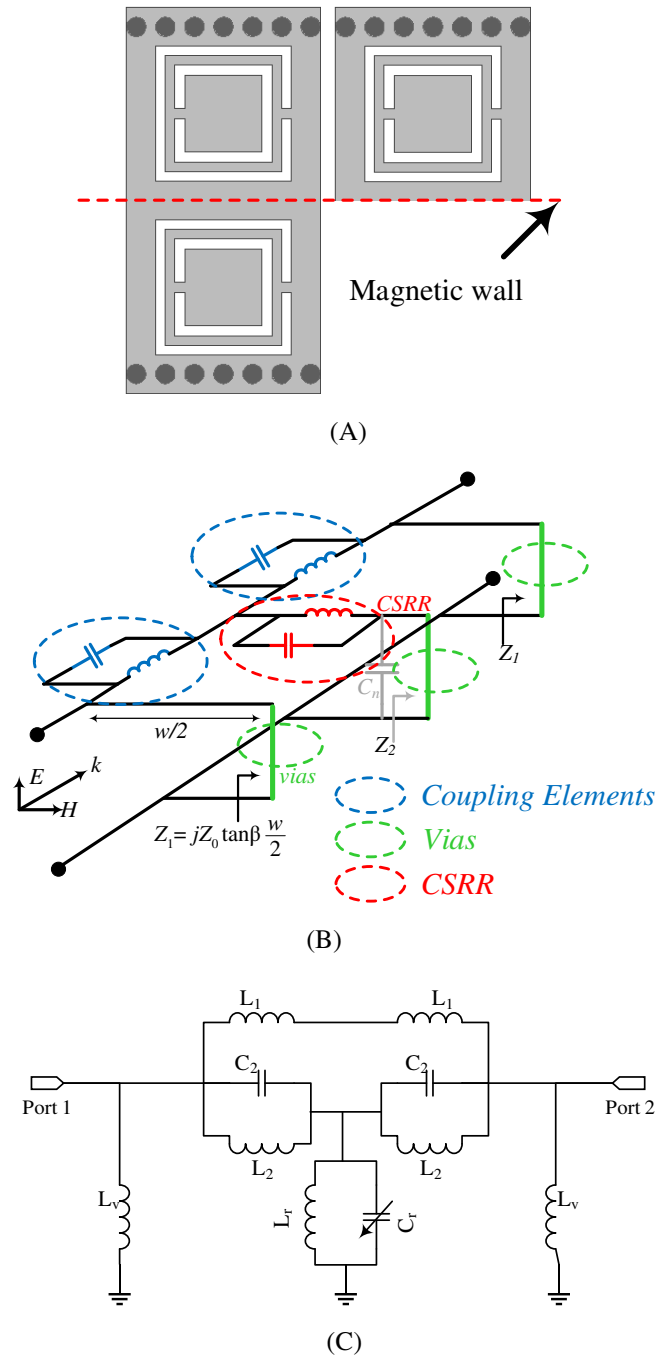 Magnetic wall
(A)
CSRR
Z₁
Cₙ
w/2
Z₂
E
k
H
vias
Z₁= jZ₀ tanβ w/2
Coupling Elements
Vias
CSRR
(B)
L₁
L₁
C₂
C₂
Port 1
Port 2
L₂
L₂
Lᵥ
Lᵣ
Cᵣ
Lᵥ
(C)